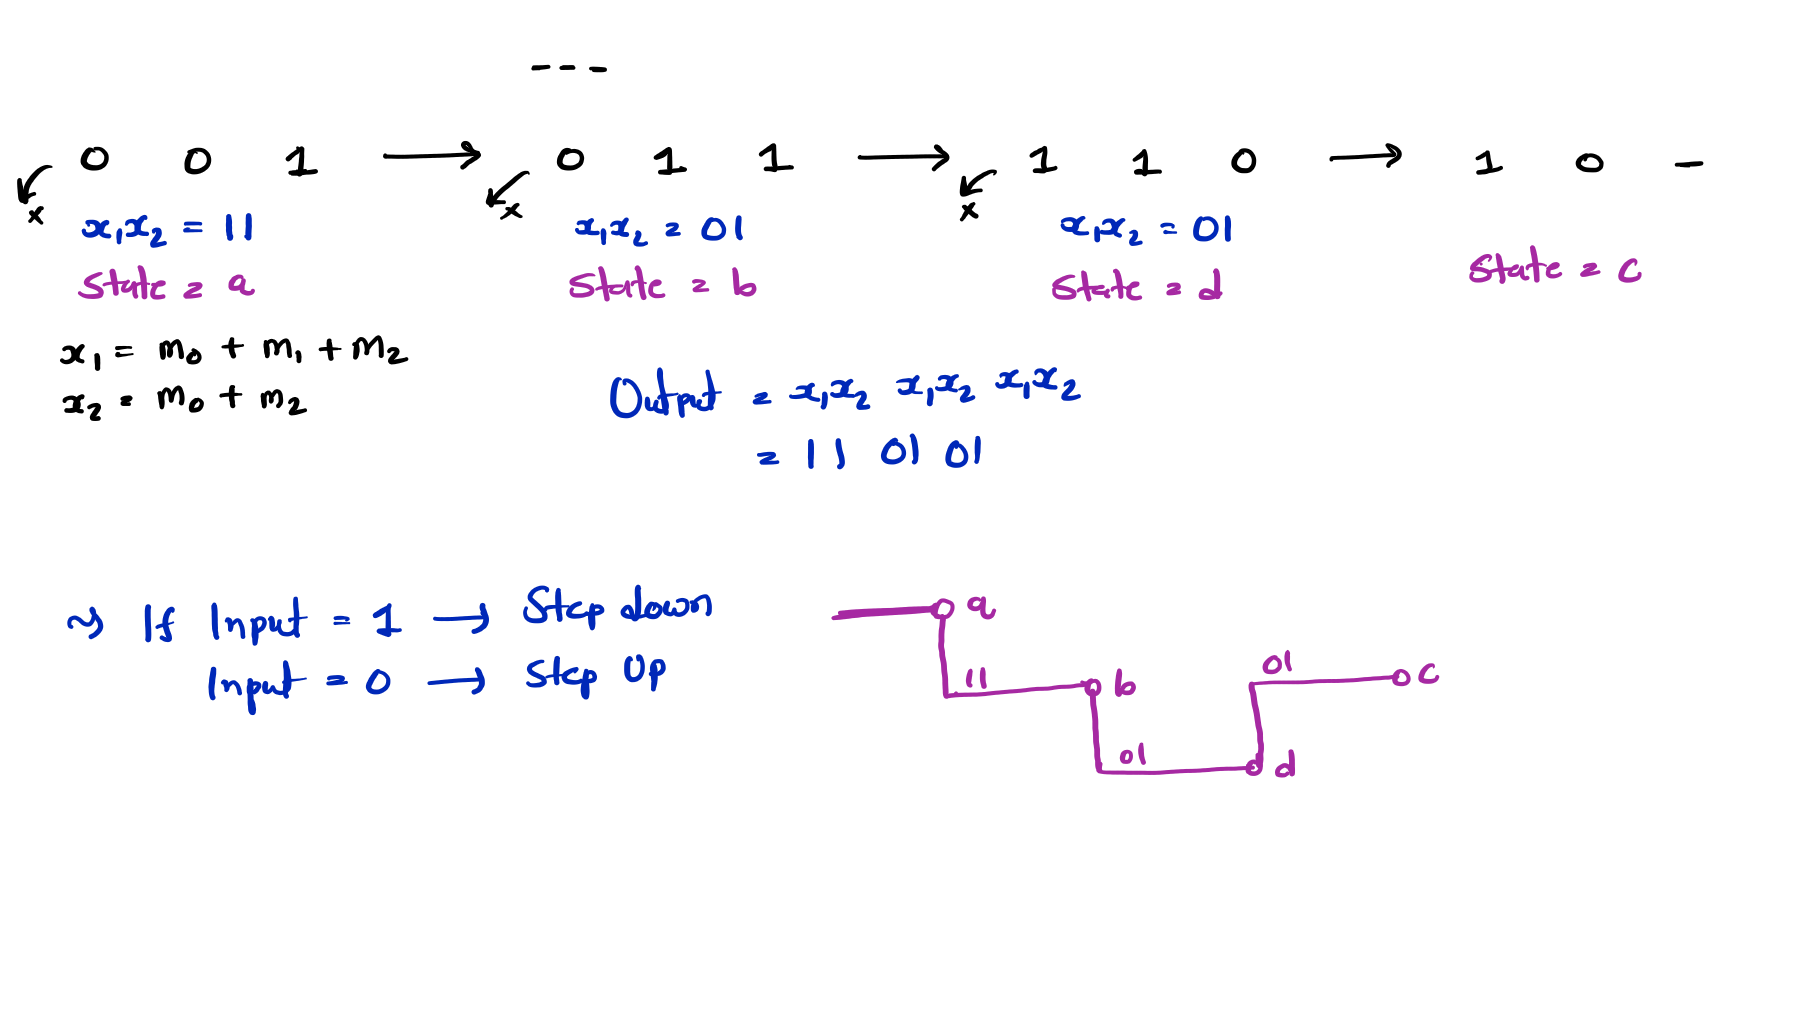 ---
0 0 1 → 0 1 1 → 1 1 0 → 1 0 –
x x x
x₁x₂ = 11 x₁x₂ = 01 x₁x₂ = 01
State = a State = b State = d State = c
x₁ = m₀ + m₁ + m₂
x₂ = m₀ + m₂
Output = x₁x₂ x₁x₂ x₁x₂
= 11 01 01
~> If Input = 1 → Step down
Input = 0 → Step Up
a
11 b 01 c
01 d